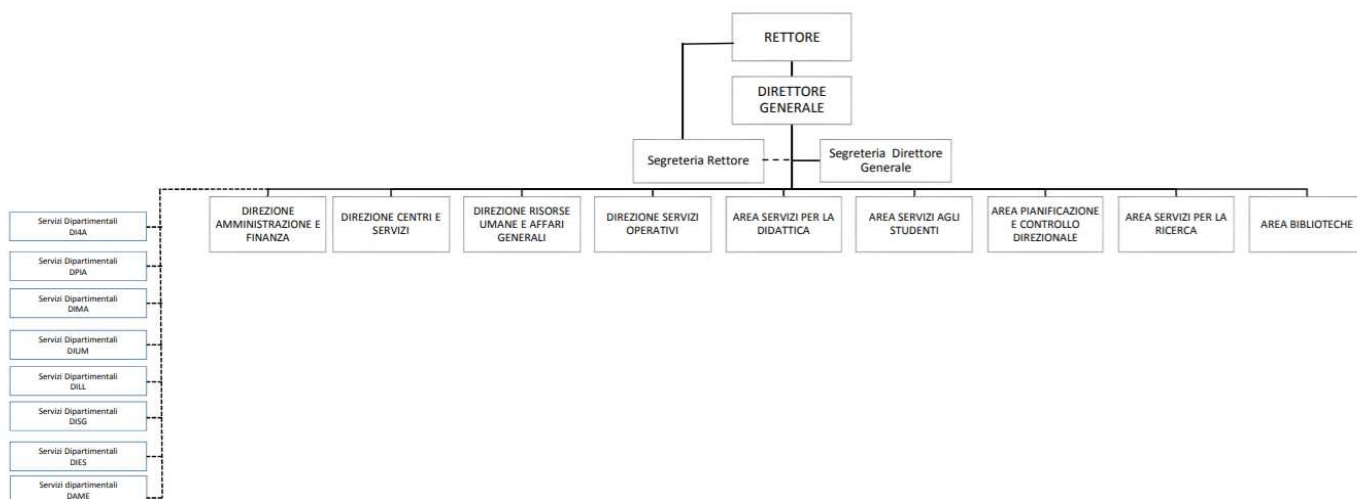 RETTORE
DIRETTORE
GENERALE
Segreteria Rettore
Segreteria Direttore
Generale
DIREZIONE
AMMINISTRAZIONE E
FINANZA
DIREZIONE CENTRI E
SERVIZI
DIREZIONE RISORSE
UMANE E AFFARI
GENERALI
DIREZIONE SERVIZI
OPERATIVI
AREA SERVIZI PER LA
DIDATTICA
AREA SERVIZI AGLI
STUDENTI
AREA PIANIFICAZIONE
E CONTROLLO
DIREZIONALE
AREA SERVIZI PER LA
RICERCA
AREA BIBLIOTECHE
Servizi Dipartimentali
DI4A
Servizi Dipartimentali
DPIA
Servizi Dipartimentali
DIMA
Servizi Dipartimentali
DIUM
Servizi Dipartimentali
DILL
Servizi Dipartimentali
DISG
Servizi Dipartimentali
DIES
Servizi dipartimentali
DAME